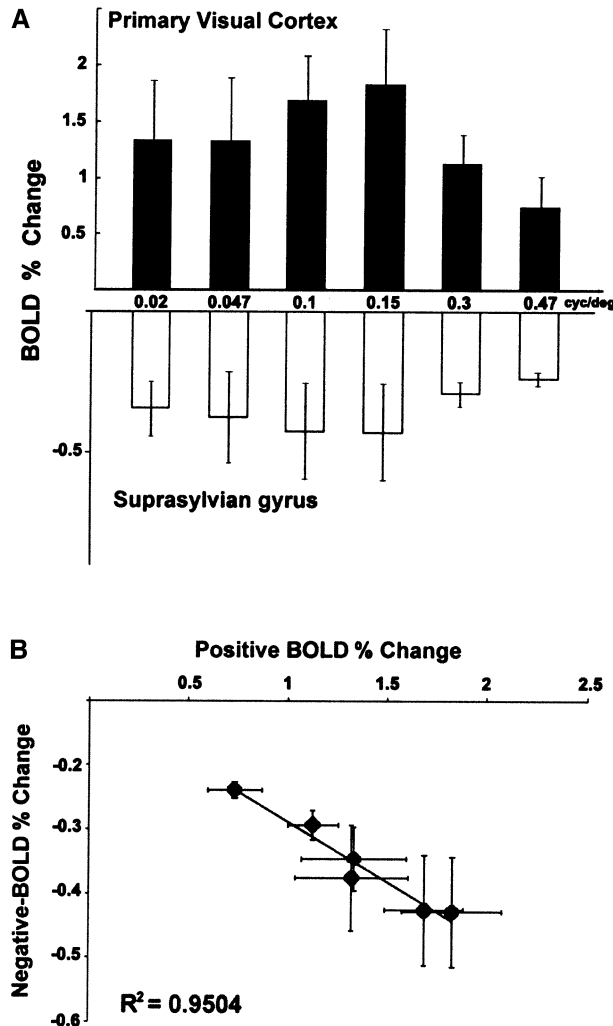 A
Primary Visual Cortex
BOLD % Change
2
1.5
1
0.5
0.02 0.047 0.1 0.15 0.3 0.47 cyc/deg
-0.5
Suprasylvian gyrus
B
Positive BOLD % Change
0.5 1 1.5 2 2.5
Negative-BOLD % Change
-0.2
-0.3
-0.4
-0.5
-0.6
R² = 0.9504